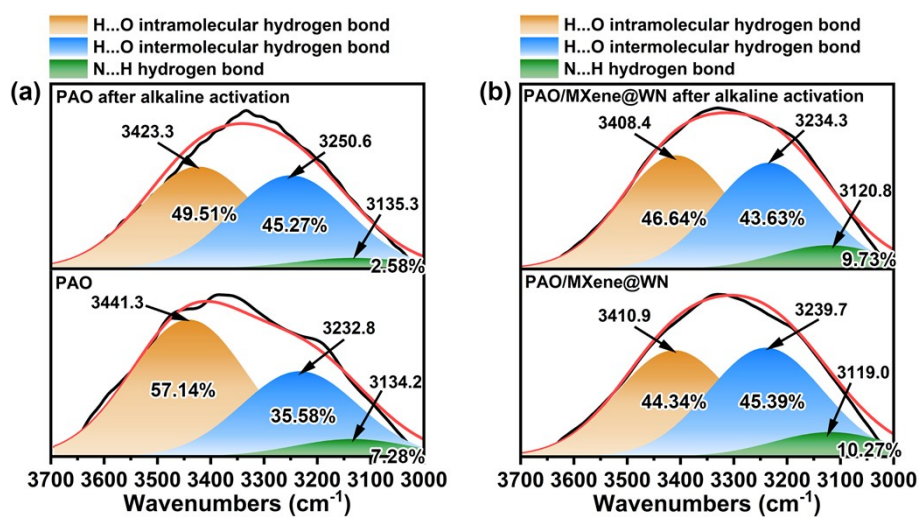 H...O intramolecular hydrogen bond
H...O intermolecular hydrogen bond
N...H hydrogen bond
(a)
PAO after alkaline activation
3423.3
3250.6
3135.3
49.51%
45.27%
2.58%
PAO
3441.3
3232.8
3134.2
57.14%
35.58%
7.28%
3700 3600 3500 3400 3300 3200 3100 3000
Wavenumbers (cm⁻¹)
H...O intramolecular hydrogen bond
H...O intermolecular hydrogen bond
N...H hydrogen bond
(b)
PAO/MXene@WN after alkaline activation
3408.4
3234.3
3120.8
46.64%
43.63%
9.73%
PAO/MXene@WN
3410.9
3239.7
3119.0
44.34%
45.39%
10.27%
3700 3600 3500 3400 3300 3200 3100 3000
Wavenumbers (cm⁻¹)